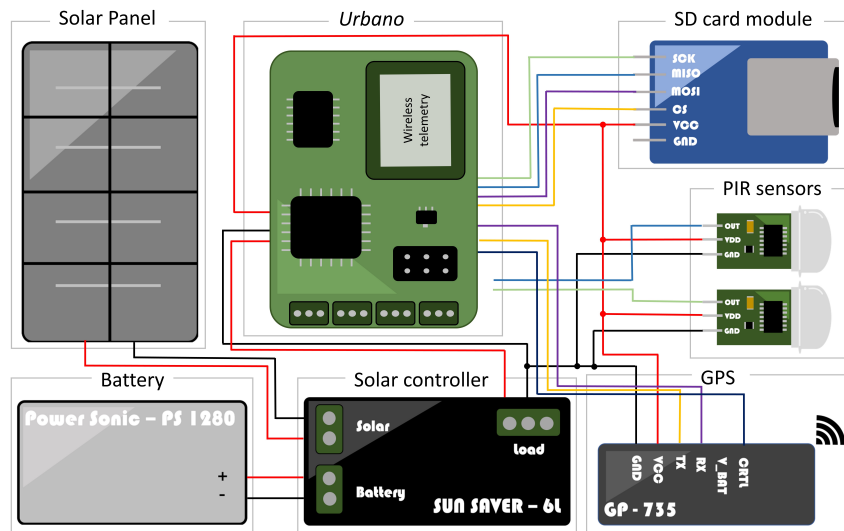 Solar Panel
Urbano
SD card module
Wireless
telemetry
SCK
MISO
MOSI
CS
VCC
GND
PIR sensors
OUT
VDD
GND
OUT
VDD
GND
Battery
Power Sonic – PS 1280
+
-
Solar controller
Solar
Load
Battery
SUN SAVER – 6L
GPS
GND
VCC
TX
RX
V_BAT
CRTL
GP - 735